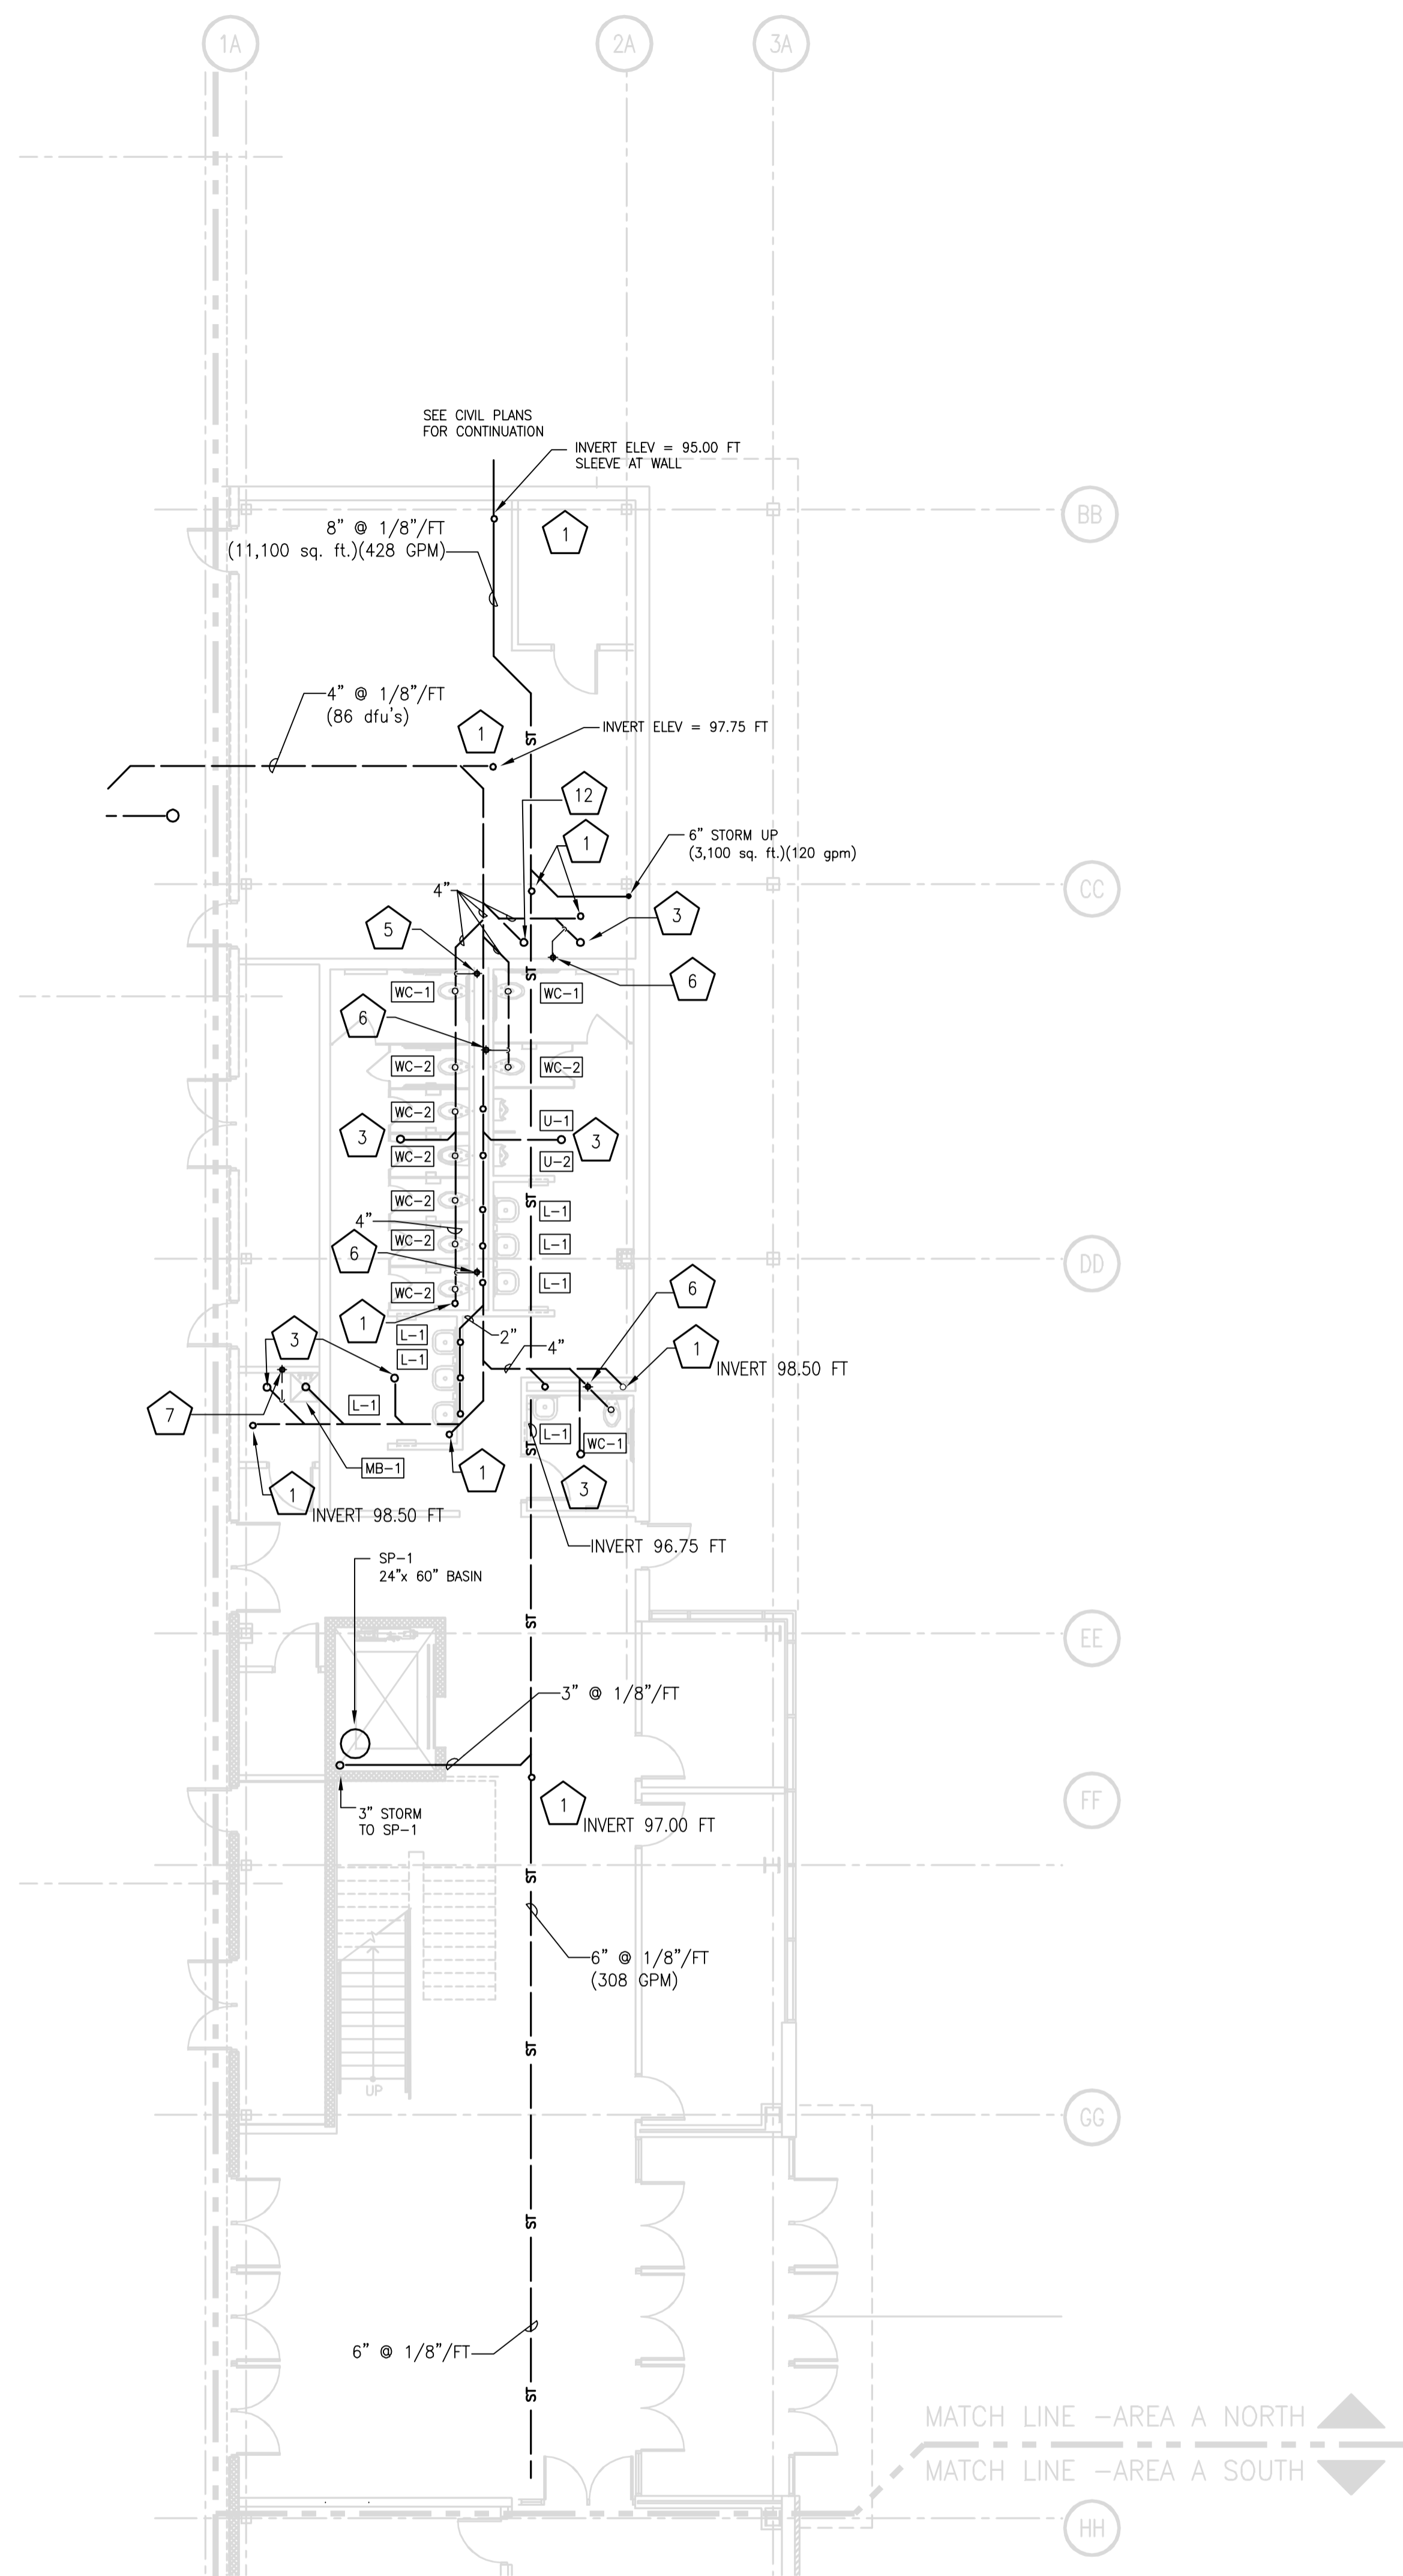 1A
2A
3A
SEE CIVIL PLANS
FOR CONTINUATION
INVERT ELEV = 95.00 FT
SLEEVE AT WALL
BB
8" @ 1/8"/FT
(11,100 sq. ft.)(428 GPM)
1
4" @ 1/8"/FT
(86 dfu's)
1
INVERT ELEV = 97.75 FT
ST
12
1
6" STORM UP
(3,100 sq. ft.)(120 gpm)
CC
4"
3
5
ST
6
WC-1
WC-1
6
WC-2
WC-2
WC-2
U-1
3
3
WC-2
U-2
WC-2
ST
L-1
4"
WC-2
L-1
6
DD
WC-2
L-1
6
1
3
L-1
2"
4"
1
L-1
INVERT 98.50 FT
7
L-1
L-1
ST
WC-1
MB-1
1
3
1
INVERT 98.50 FT
INVERT 96.75 FT
SP-1
24"x 60" BASIN
ST
EE
3" @ 1/8"/FT
3" STORM
TO SP-1
1
INVERT 97.00 FT
FF
ST
6" @ 1/8"/FT
(308 GPM)
ST
UP
GG
ST
6" @ 1/8"/FT
ST
MATCH LINE -AREA A NORTH
MATCH LINE -AREA A SOUTH
HH